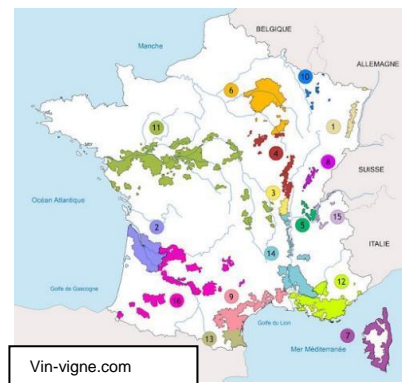 BELGIQUE
Manche
ALLEMAGNE
10
6
1
11
4
8
SUISSE
Océan Atlantique
3
2
5
15
ITALIE
14
12
Golfe de Gascogne
16
9
Golfe du Lion
7
13
Mer Méditerranée
Vin-vigne.com